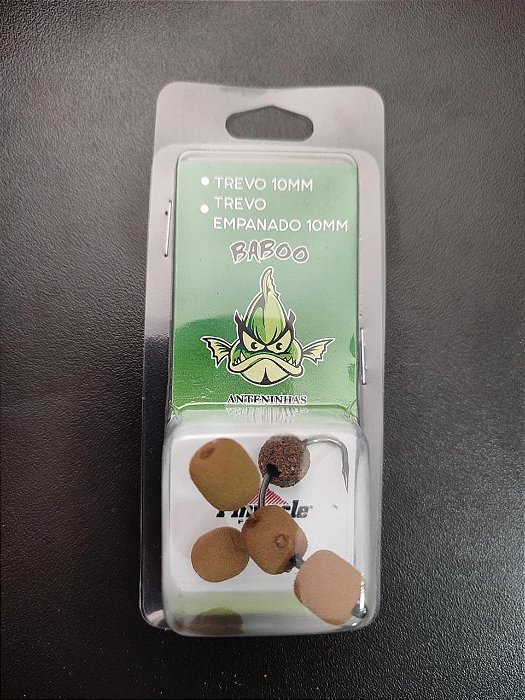 • TREVO 10MM
• TREVO
EMPANADO 10MM
BABOO
ANTENINHAS